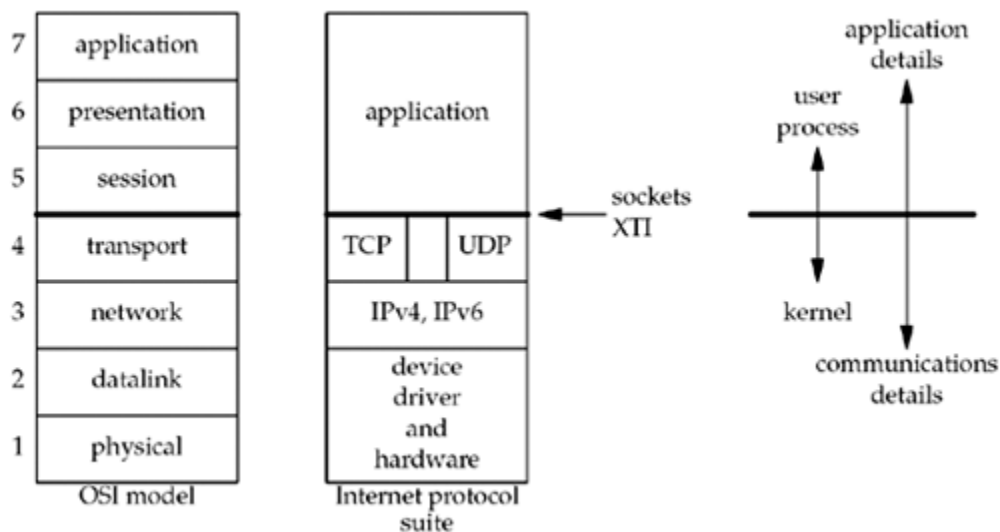 7
application
6
presentation
5
session
4
transport
3
network
2
datalink
1
physical
OSI model
application
TCP
UDP
IPv4, IPv6
device
driver
and
hardware
Internet protocol
suite
sockets
XTI
application
details
user
process
kernel
communications
details